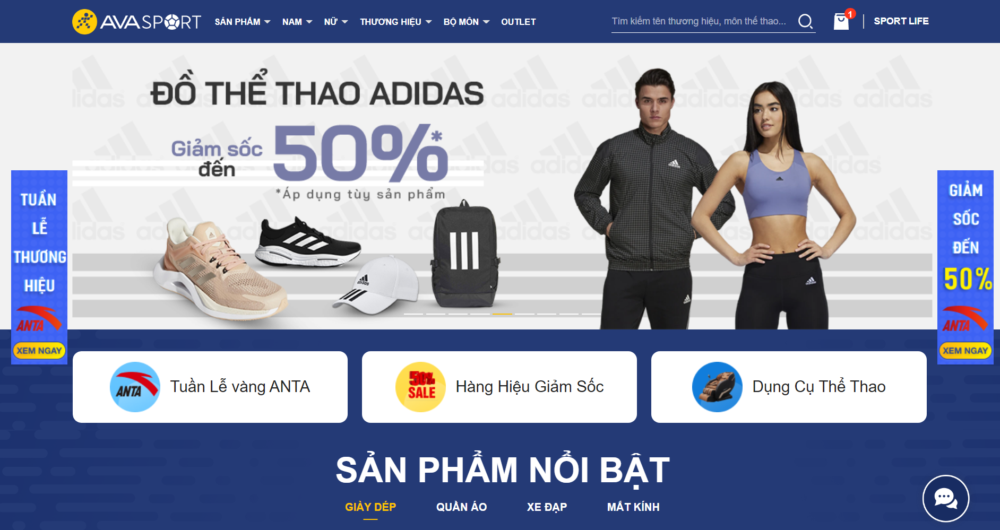 AVASPORT
SẢN PHẨM NAM NỮ THƯƠNG HIỆU BỘ MÔN OUTLET
Tìm kiếm tên thương hiệu, môn thể thao...
1
SPORT LIFE
ĐỒ THỂ THAO ADIDAS
Giảm sốc
đến
50%*
*Áp dụng tùy sản phẩm
adidas
TUẦN
LỄ
THƯƠNG
HIỆU
ANTA
XEM NGAY
GIẢM
SỐC
ĐẾN
50%
ANTA
XEM NGAY
ANTA
Tuần Lễ vàng ANTA
50%
SALE
Hàng Hiệu Giảm Sốc
Dụng Cụ Thể Thao
SẢN PHẨM NỔI BẬT
GIÀY DÉP QUẦN ÁO XE ĐẠP MẮT KÍNH